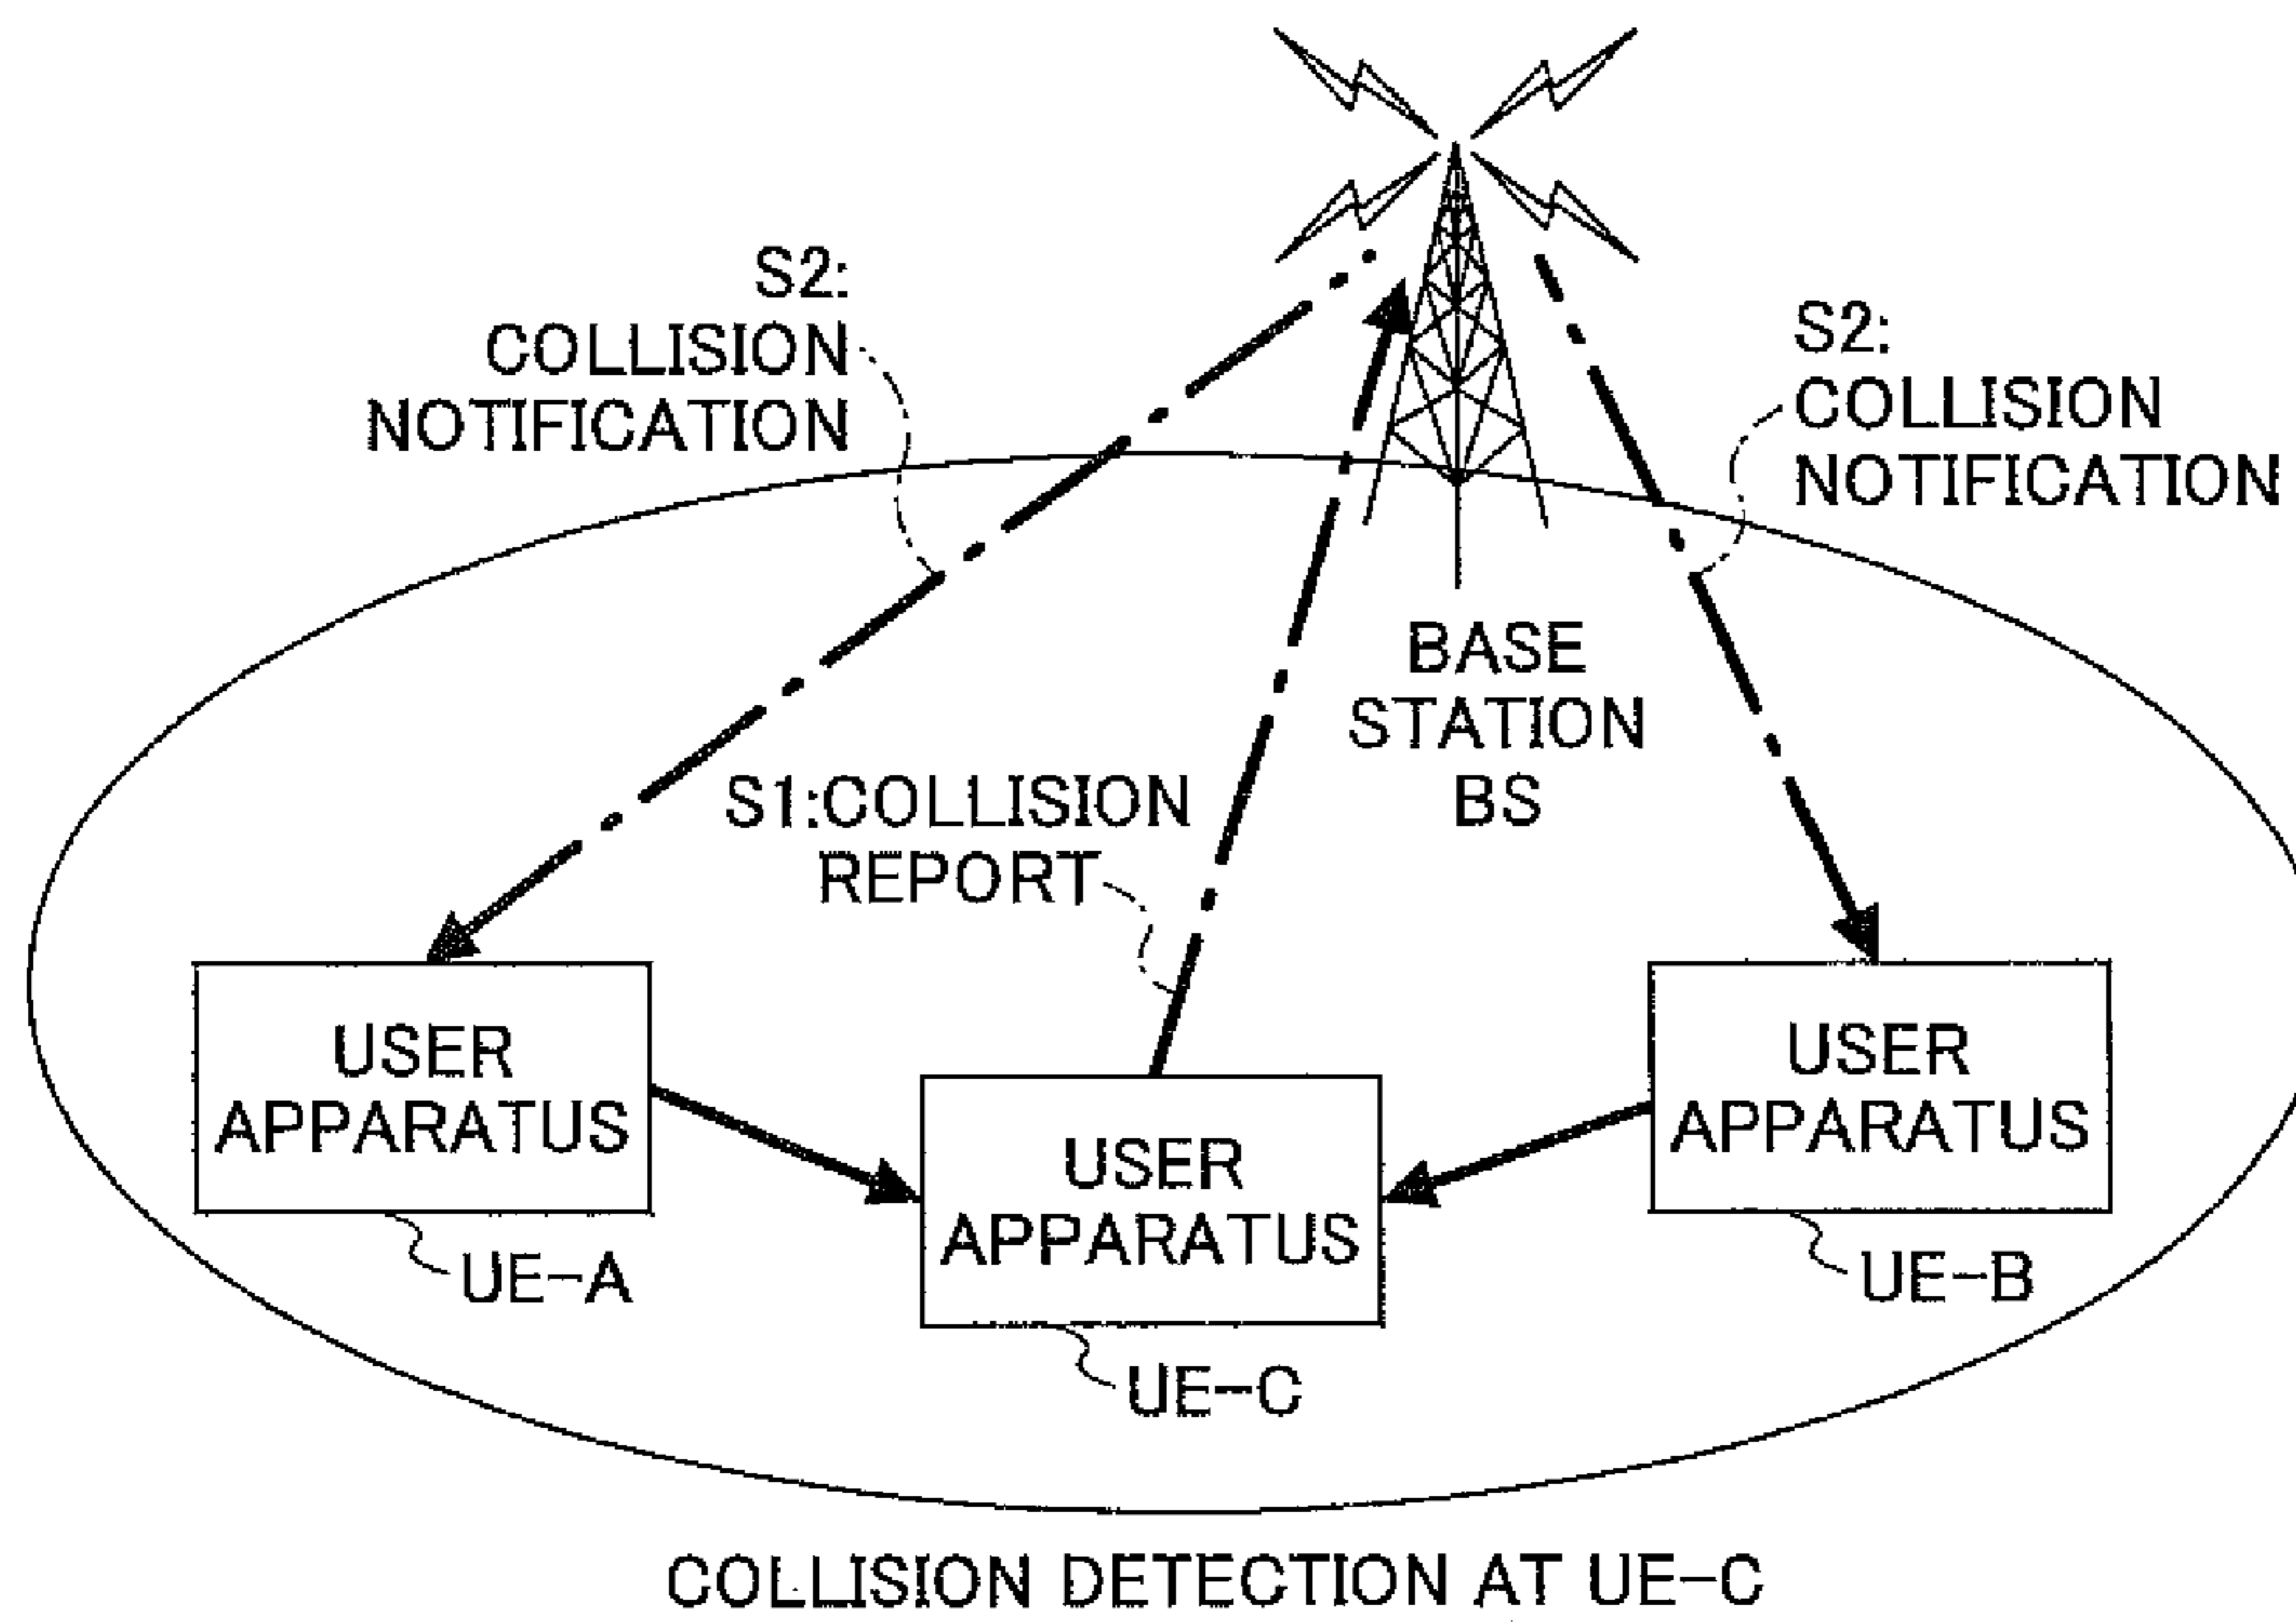 S2:
COLLISION
NOTIFICATION
S2:
COLLISION
NOTIFICATION
BASE
STATION
BS
S1:COLLISION
REPORT
USER
APPARATUS
UE-A
USER
APPARATUS
UE-C
USER
APPARATUS
UE-B
COLLISION DETECTION AT UE-C